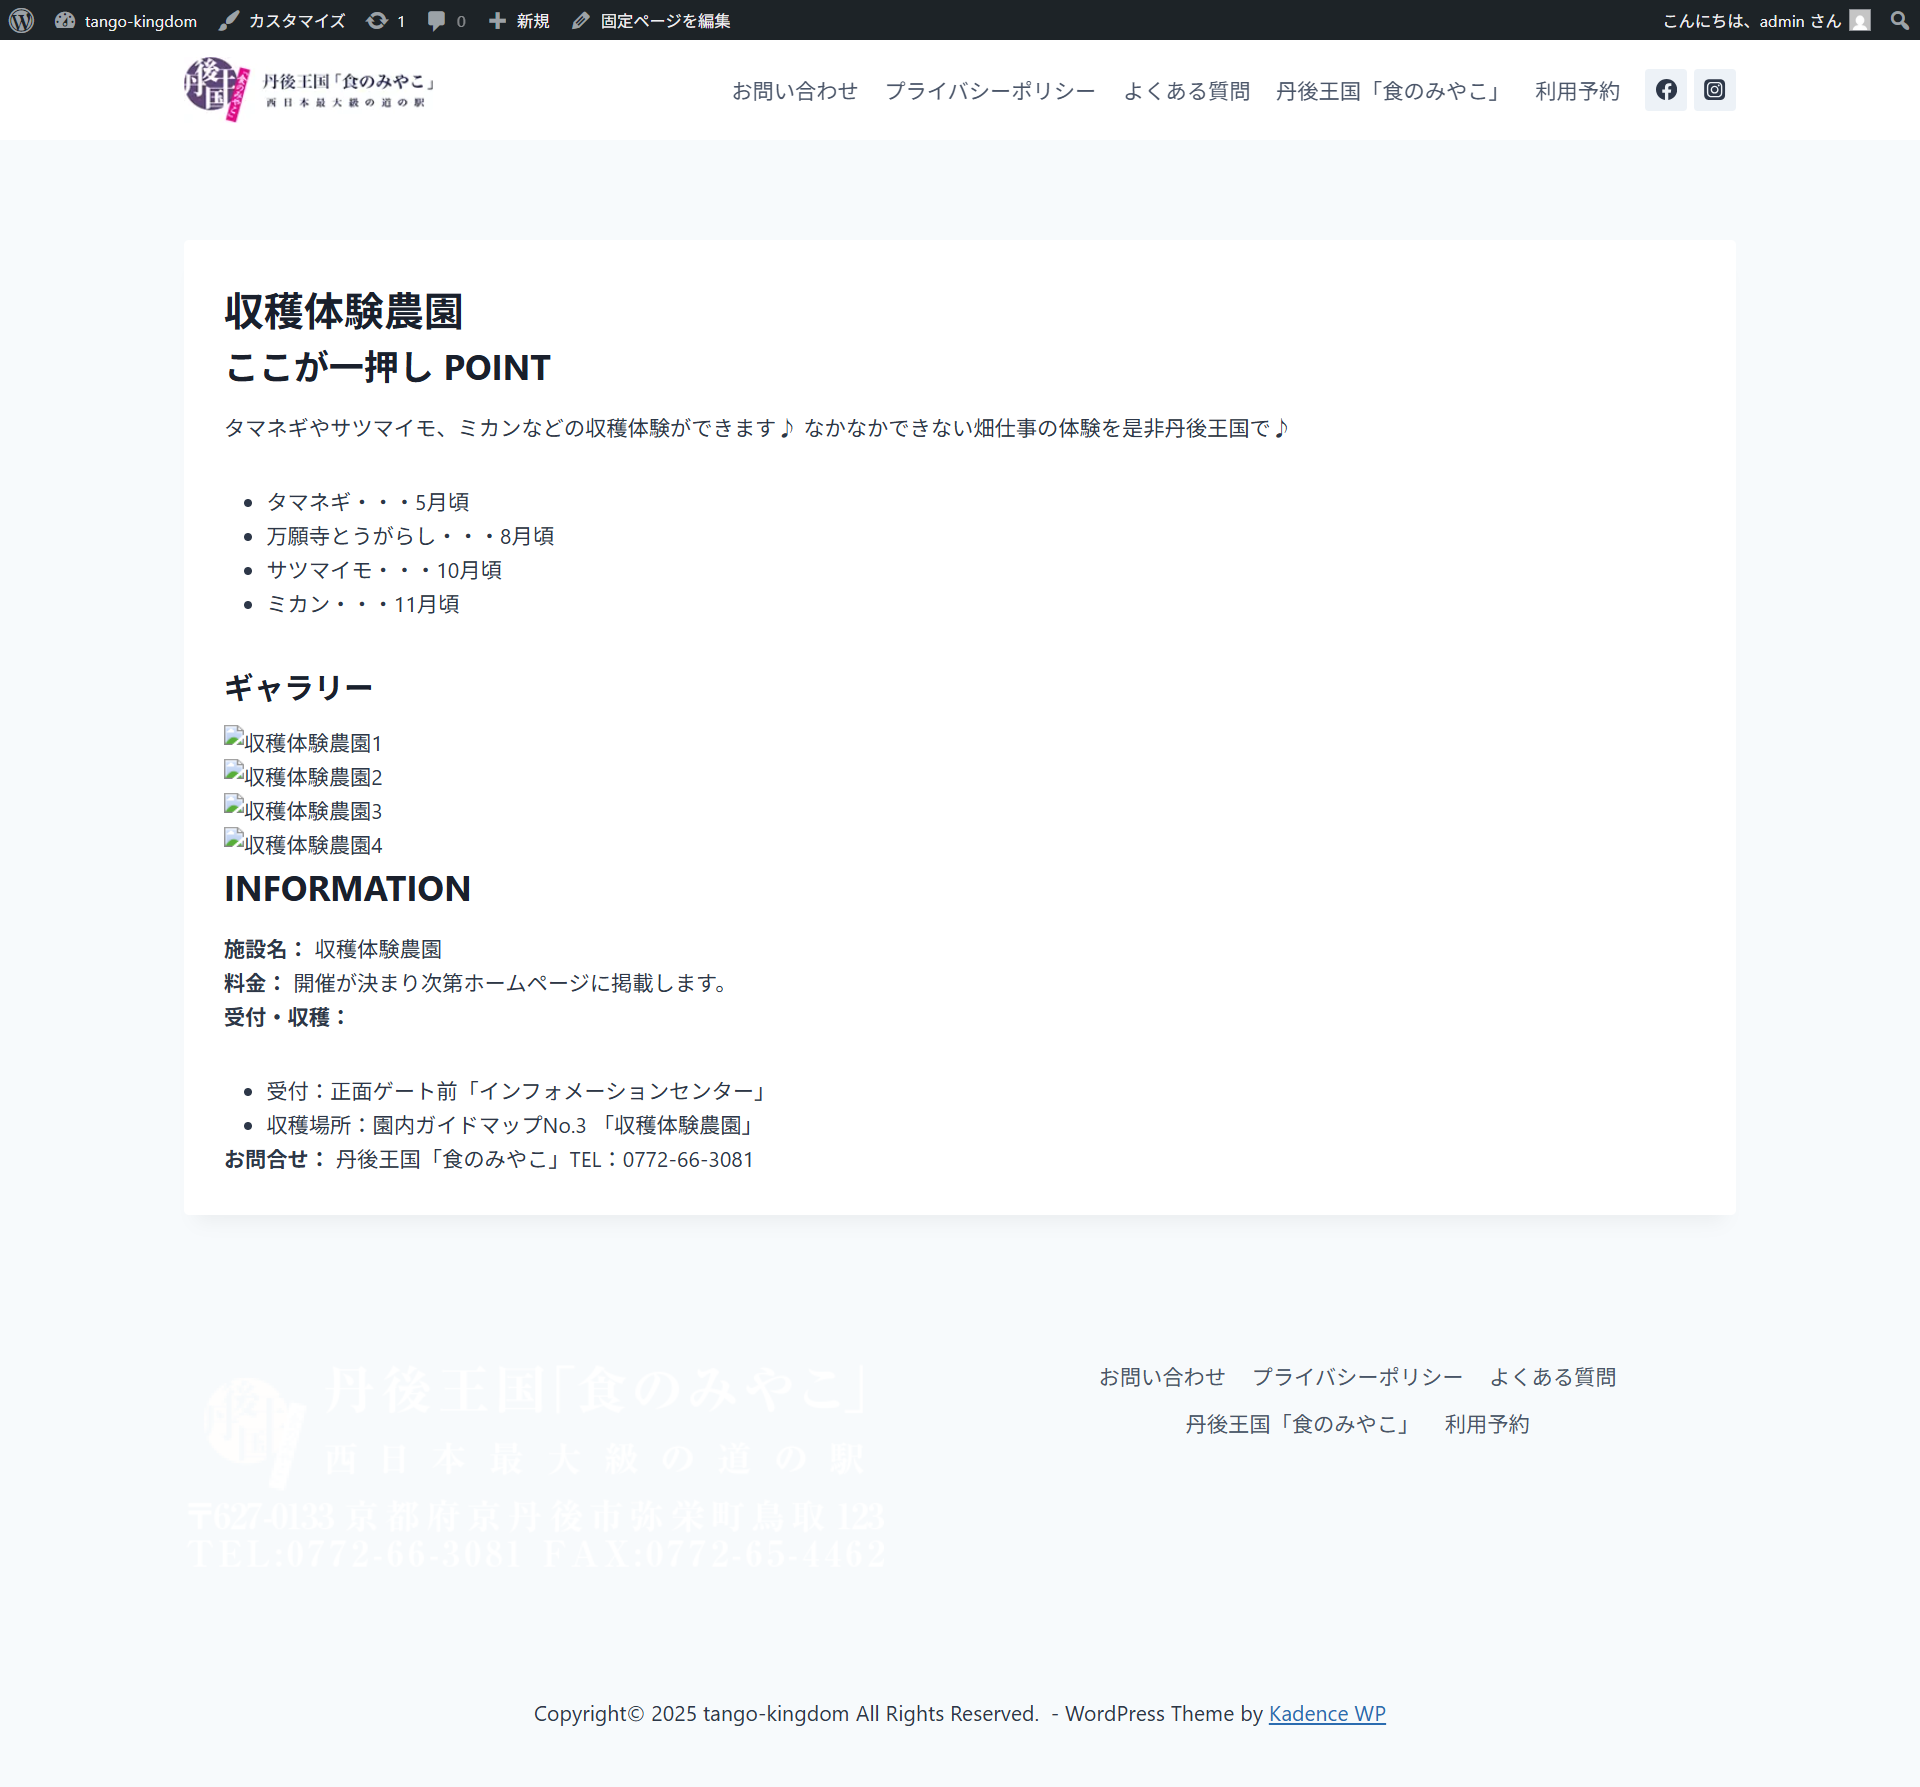 tango-kingdom カスタマイズ 1 0 新規 固定ページを編集 こんにちは、admin さん
丹後王国 食のみやこ
丹後王国「食のみやこ」
西日本最大級の道の駅
お問い合わせ プライバシーポリシー よくある質問 丹後王国「食のみやこ」 利用予約
収穫体験農園
ここが一押し POINT
タマネギやサツマイモ、ミカンなどの収穫体験ができます♪ なかなかできない畑仕事の体験を是非丹後王国で♪
タマネギ・・・5月頃
万願寺とうがらし・・・8月頃
サツマイモ・・・10月頃
ミカン・・・11月頃
ギャラリー
収穫体験農園1
収穫体験農園2
収穫体験農園3
収穫体験農園4
INFORMATION
施設名： 収穫体験農園
料金： 開催が決まり次第ホームページに掲載します。
受付・収穫：
受付：正面ゲート前「インフォメーションセンター」
収穫場所：園内ガイドマップNo.3 「収穫体験農園」
お問合せ： 丹後王国「食のみやこ」TEL：0772-66-3081
丹後王国「食のみやこ」
西日本最大級の道の駅
〒627-0133 京都府京丹後市弥栄町鳥取 123
TEL:0772-66-3081 FAX:0772-65-4462
お問い合わせ プライバシーポリシー よくある質問
丹後王国「食のみやこ」 利用予約
Copyright© 2025 tango-kingdom All Rights Reserved. - WordPress Theme by Kadence WP